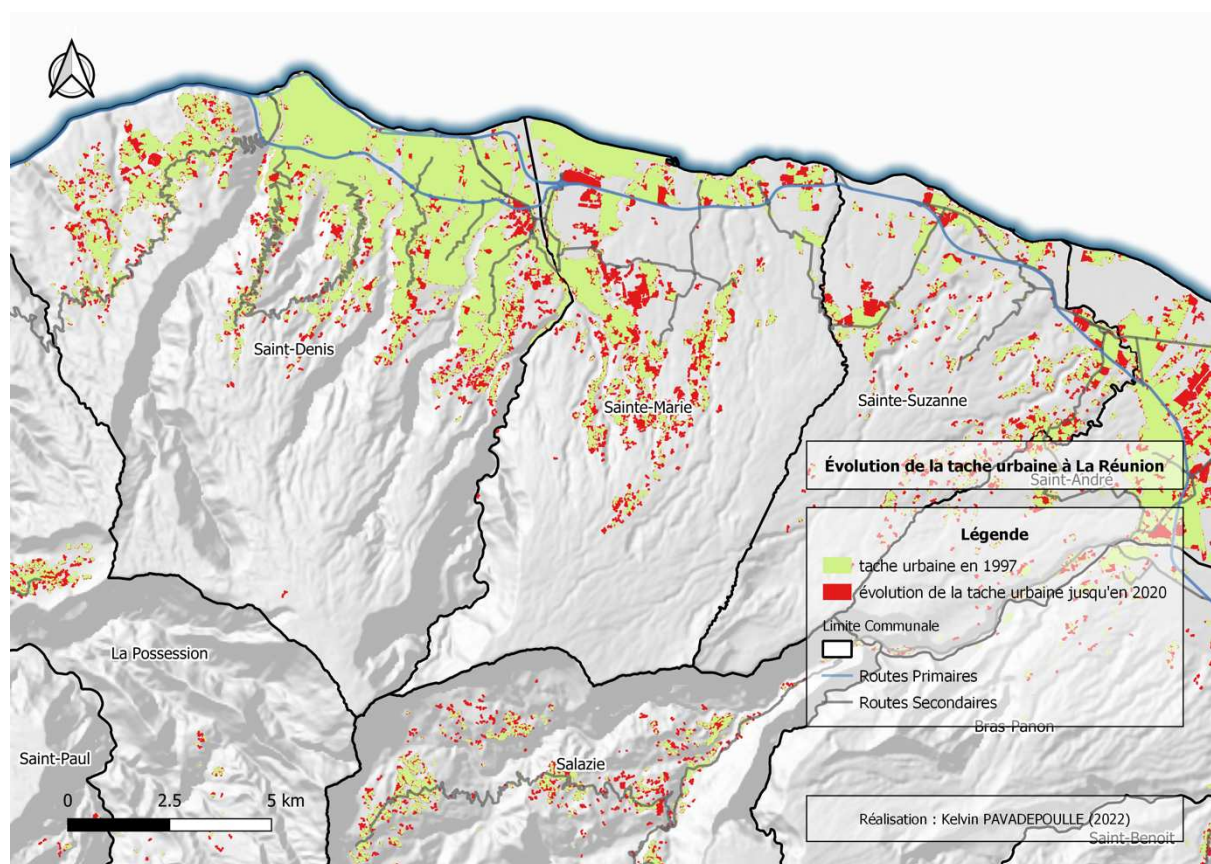 Saint-Denis
Sainte-Marie
Sainte-Suzanne
Évolution de la tache urbaine à La Réunion
Saint-André
Légende
tache urbaine en 1997
évolution de la tache urbaine jusqu'en 2020
Limite Communale
Routes Primaires
Routes Secondaires
La Possession
Bras-Panon
Saint-Paul
Salazie
0 2.5 5 km
Réalisation : Kelvin PAVADEPOULLE (2022)
Saint-Benoit